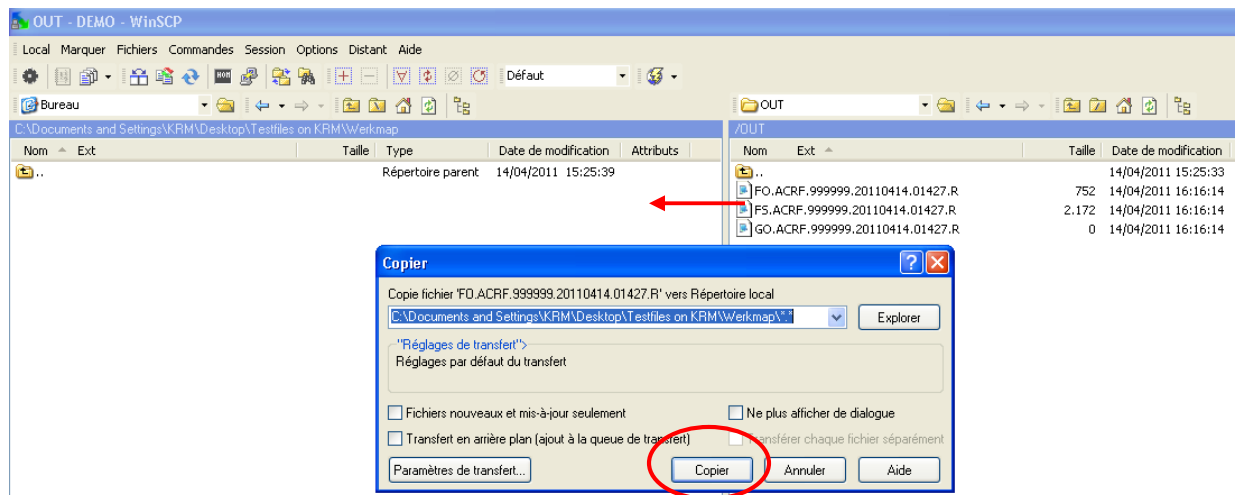 OUT - DEMO - WinSCP
Local Marquer Fichiers Commandes Session Options Distant Aide
Défaut
Bureau OUT
C:\Documents and Settings\KRM\Desktop\Testfiles on KRM\Werkmap /OUT
Nom Ext Taille Type Date de modification Attributs Nom Ext Taille Date de modification
.. Répertoire parent 14/04/2011 15:25:39 .. 14/04/2011 15:25:33
FO.ACRF.999999.20110414.01427.R 752 14/04/2011 16:16:14
FS.ACRF.999999.20110414.01427.R 2.172 14/04/2011 16:16:14
GO.ACRF.999999.20110414.01427.R 0 14/04/2011 16:16:14
Copier
Copie fichier 'FO.ACRF.999999.20110414.01427.R' vers Répertoire local
C:\Documents and Settings\KRM\Desktop\Testfiles on KRM\Werkmap\*.* Explorer
"Réglages de transfert">
Réglages par défaut du transfert
Fichiers nouveaux et mis-à-jour seulement Ne plus afficher de dialogue
Transfert en arrière plan (ajout à la queue de transfert) Transférer chaque fichier séparément
Paramètres de transfert... Copier Annuler Aide